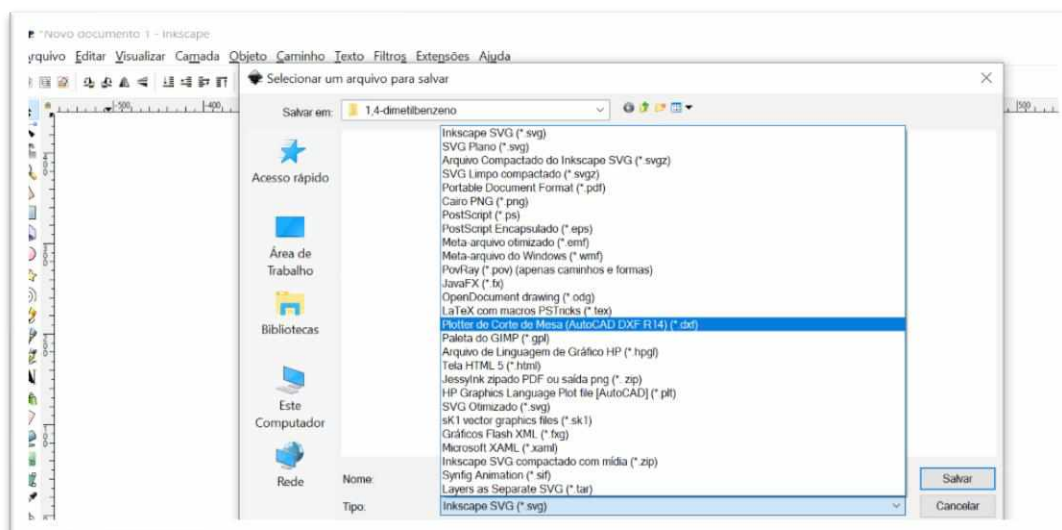 "Novo documento 1 - Inkscape
rquivo Editar Visualizar Camada Objeto Caminho Texto Filtros Extensões Ajuda
Selecionar um arquivo para salvar
Salvar em:
1,4-dimetilbenzeno
Inkscape SVG (*.svg)
SVG Plano (*.svg)
Arquivo Compactado do Inkscape SVG (*.svgz)
SVG Limpo compactado (*.svgz)
Portable Document Format (*.pdf)
Cairo PNG (*.png)
PostScript (*.ps)
PostScript Encapsulado (*.eps)
Meta-arquivo otimizado (*.emf)
Meta-arquivo do Windows (*.wmf)
PovRay (*.pov) (apenas caminhos e formas)
JavaFX (*.fx)
OpenDocument drawing (*.odg)
LaTeX com macros PSTricks (*.tex)
Plotter de Corte de Mesa (AutoCAD DXF R14) (*.dxf)
Paleta do GIMP (*.gpl)
Arquivo de Linguagem de Gráfico HP (*.hpgl)
Tela HTML 5 (*.html)
JessyInk zipado PDF ou saída png (*.zip)
HP Graphics Language Plot file [AutoCAD] (*.plt)
SVG Otimizado (*.svg)
sK1 vector graphics files (*.sk1)
Gráficos Flash XML (*.fxg)
Microsoft XAML (*.xaml)
Inkscape SVG compactado com mídia (*.zip)
Synfig Animation (*.sif)
Layers as Separate SVG (*.tar)
Acesso rápido
Área de
Trabalho
Bibliotecas
Este
Computador
Rede
Nome:
Salvar
Tipo:
Inkscape SVG (*.svg)
Cancelar